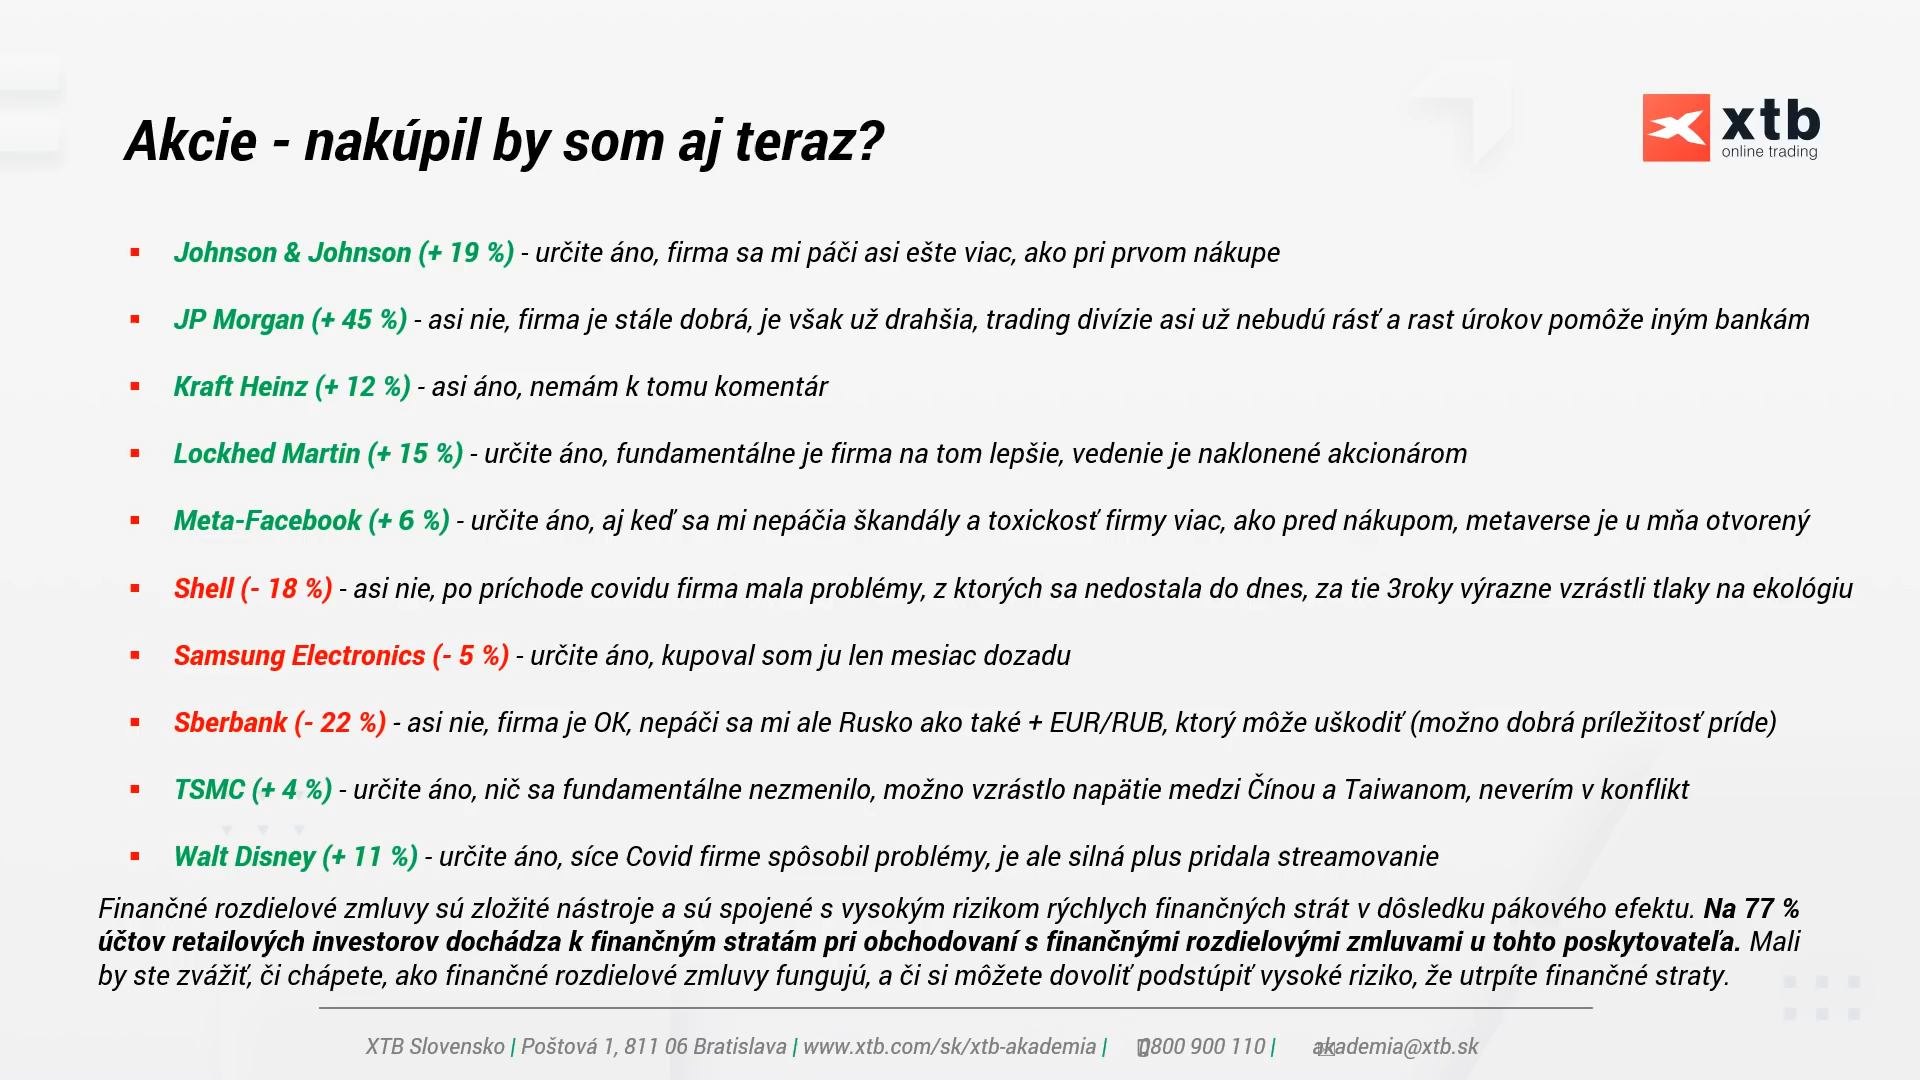 Akcie - nakúpil by som aj teraz?
xtb
online trading
Johnson & Johnson (+ 19 %) - určite áno, firma sa mi páči asi ešte viac, ako pri prvom nákupe
JP Morgan (+ 45 %) - asi nie, firma je stále dobrá, je však už drahšia, trading divízie asi už nebudú rásť a rast úrokov pomôže iným bankám
Kraft Heinz (+ 12 %) - asi áno, nemám k tomu komentár
Lockhed Martin (+ 15 %) - určite áno, fundamentálne je firma na tom lepšie, vedenie je naklonené akcionárom
Meta-Facebook (+ 6 %) - určite áno, aj keď sa mi nepáčia škandály a toxickosť firmy viac, ako pred nákupom, metaverse je u mňa otvorený
Shell (- 18 %) - asi nie, po príchode covidu firma mala problémy, z ktorých sa nedostala do dnes, za tie 3roky výrazne vzrástli tlaky na ekológiu
Samsung Electronics (- 5 %) - určite áno, kupoval som ju len mesiac dozadu
Sberbank (- 22 %) - asi nie, firma je OK, nepáči sa mi ale Rusko ako také + EUR/RUB, ktorý môže uškodiť (možno dobrá príležitosť príde)
TSMC (+ 4 %) - určite áno, nič sa fundamentálne nezmenilo, možno vzrástlo napätie medzi Čínou a Taiwanom, neverím v konflikt
Walt Disney (+ 11 %) - určite áno, síce Covid firme spôsobil problémy, je ale silná plus pridala streamovanie
Finančné rozdielové zmluvy sú zložité nástroje a sú spojené s vysokým rizikom rýchlych finančných strát v dôsledku pákového efektu. Na 77 %
účtov retailových investorov dochádza k finančným stratám pri obchodovaní s finančnými rozdielovými zmluvami u tohto poskytovateľa. Mali
by ste zvážiť, či chápete, ako finančné rozdielové zmluvy fungujú, a či si môžete dovoliť podstúpiť vysoké riziko, že utrpíte finančné straty.
XTB Slovensko | Poštová 1, 811 06 Bratislava | www.xtb.com/sk/xtb-akademia | 0800 900 110 | akademia@xtb.sk